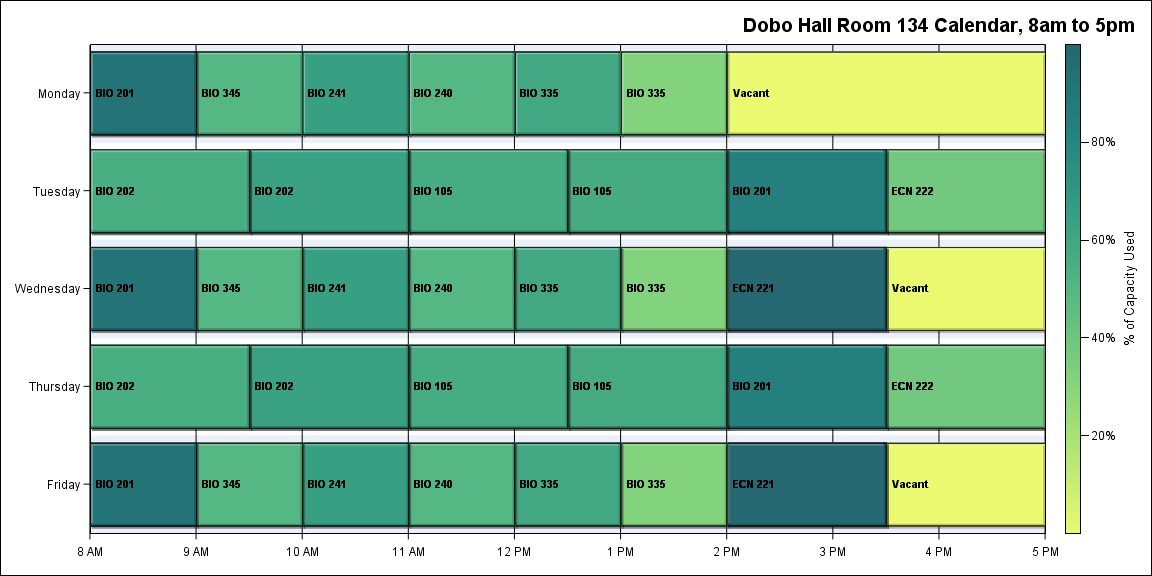 Dobo Hall Room 134 Calendar, 8am to 5pm
Monday
BIO 201
BIO 345
BIO 241
BIO 240
BIO 335
BIO 335
Vacant
Tuesday
BIO 202
BIO 202
BIO 105
BIO 105
BIO 201
ECN 222
Wednesday
BIO 201
BIO 345
BIO 241
BIO 240
BIO 335
BIO 335
ECN 221
Vacant
Thursday
BIO 202
BIO 202
BIO 105
BIO 105
BIO 201
ECN 222
Friday
BIO 201
BIO 345
BIO 241
BIO 240
BIO 335
BIO 335
ECN 221
Vacant
8 AM
9 AM
10 AM
11 AM
12 PM
1 PM
2 PM
3 PM
4 PM
5 PM
80%
60%
40%
20%
% of Capacity Used